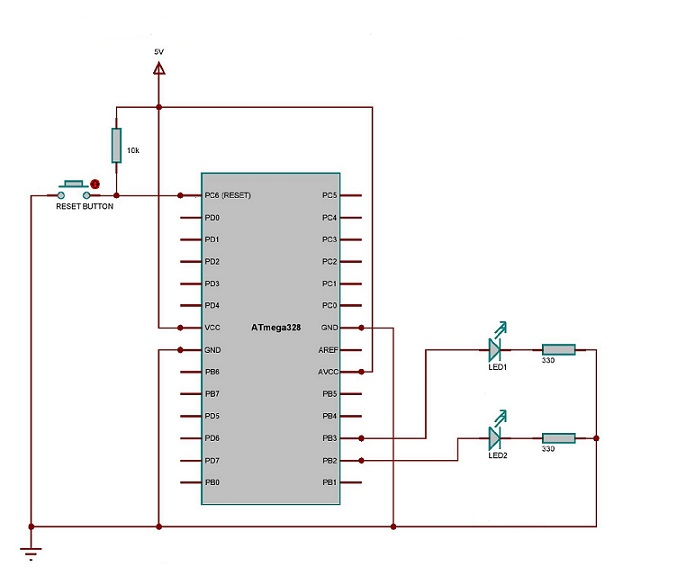 5V
10k
RESET BUTTON
PC6 (RESET)
PD0
PD1
PD2
PD3
PD4
VCC
GND
PB6
PB7
PD5
PD6
PD7
PB0
ATmega328
PC5
PC4
PC3
PC2
PC1
PC0
GND
AREF
AVCC
PB5
PB4
PB3
PB2
PB1
LED1
330
LED2
330